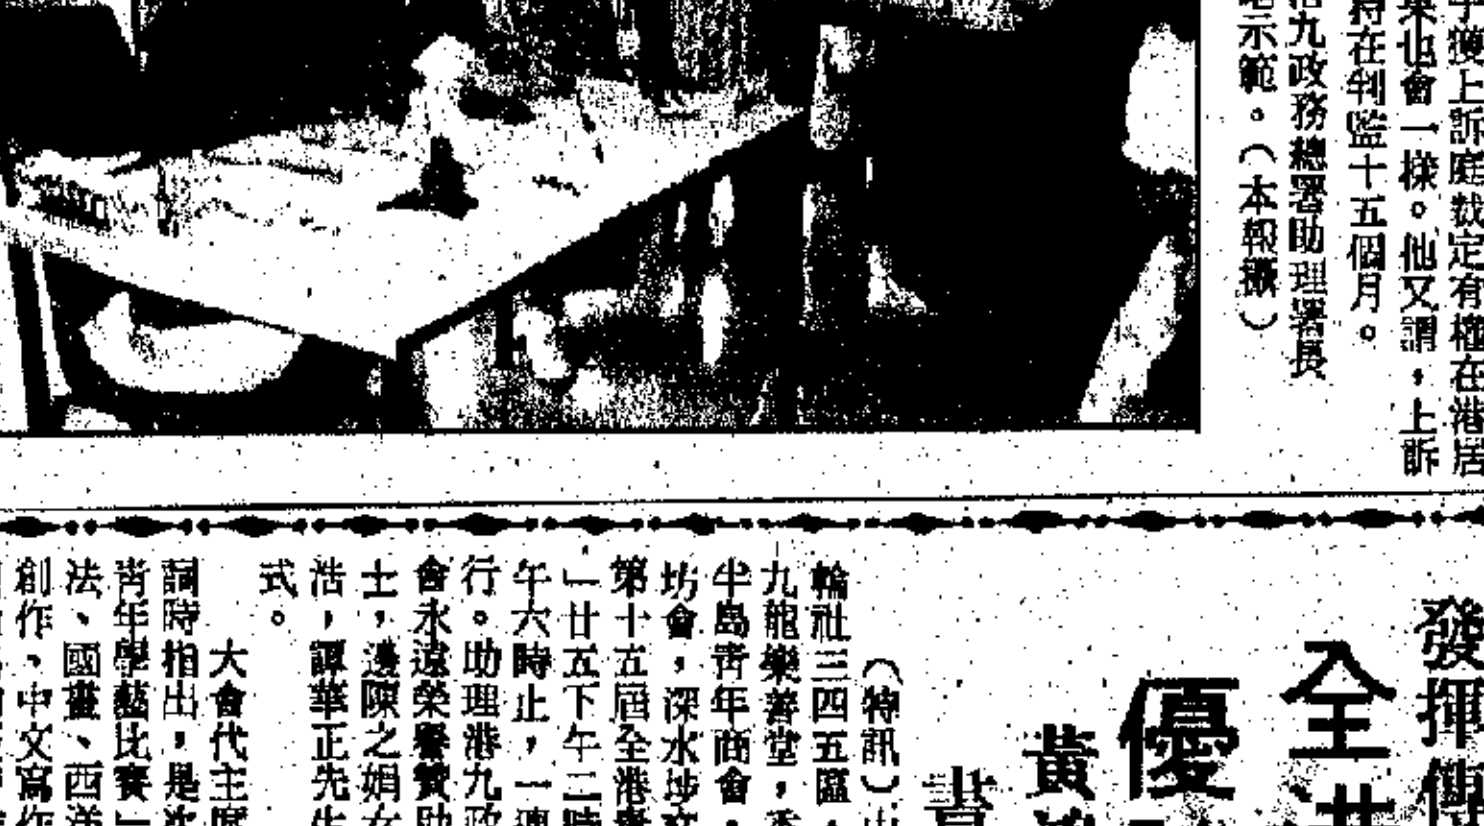 獲上訴庭裁定有權在港居
也會一樣。他又謂，上訴
在判監十五個月。
九政務總署助理署長
示範。（本報攝）
發揮
全
優
黃
書
（特訊）
輪社三四五區，
九龍樂善堂，
半島青年商會，
坊會，深水埗
第十五屆全港
」廿五下午二時
午六時止，一連
行。助理港九政
會永遠榮譽贊助
士，邊陳之娟女
浩，譚華正先生
式。
大會代主席
詞時指出，是次
青年學藝比賽」
法、國畫、西洋
創作、中文寫作